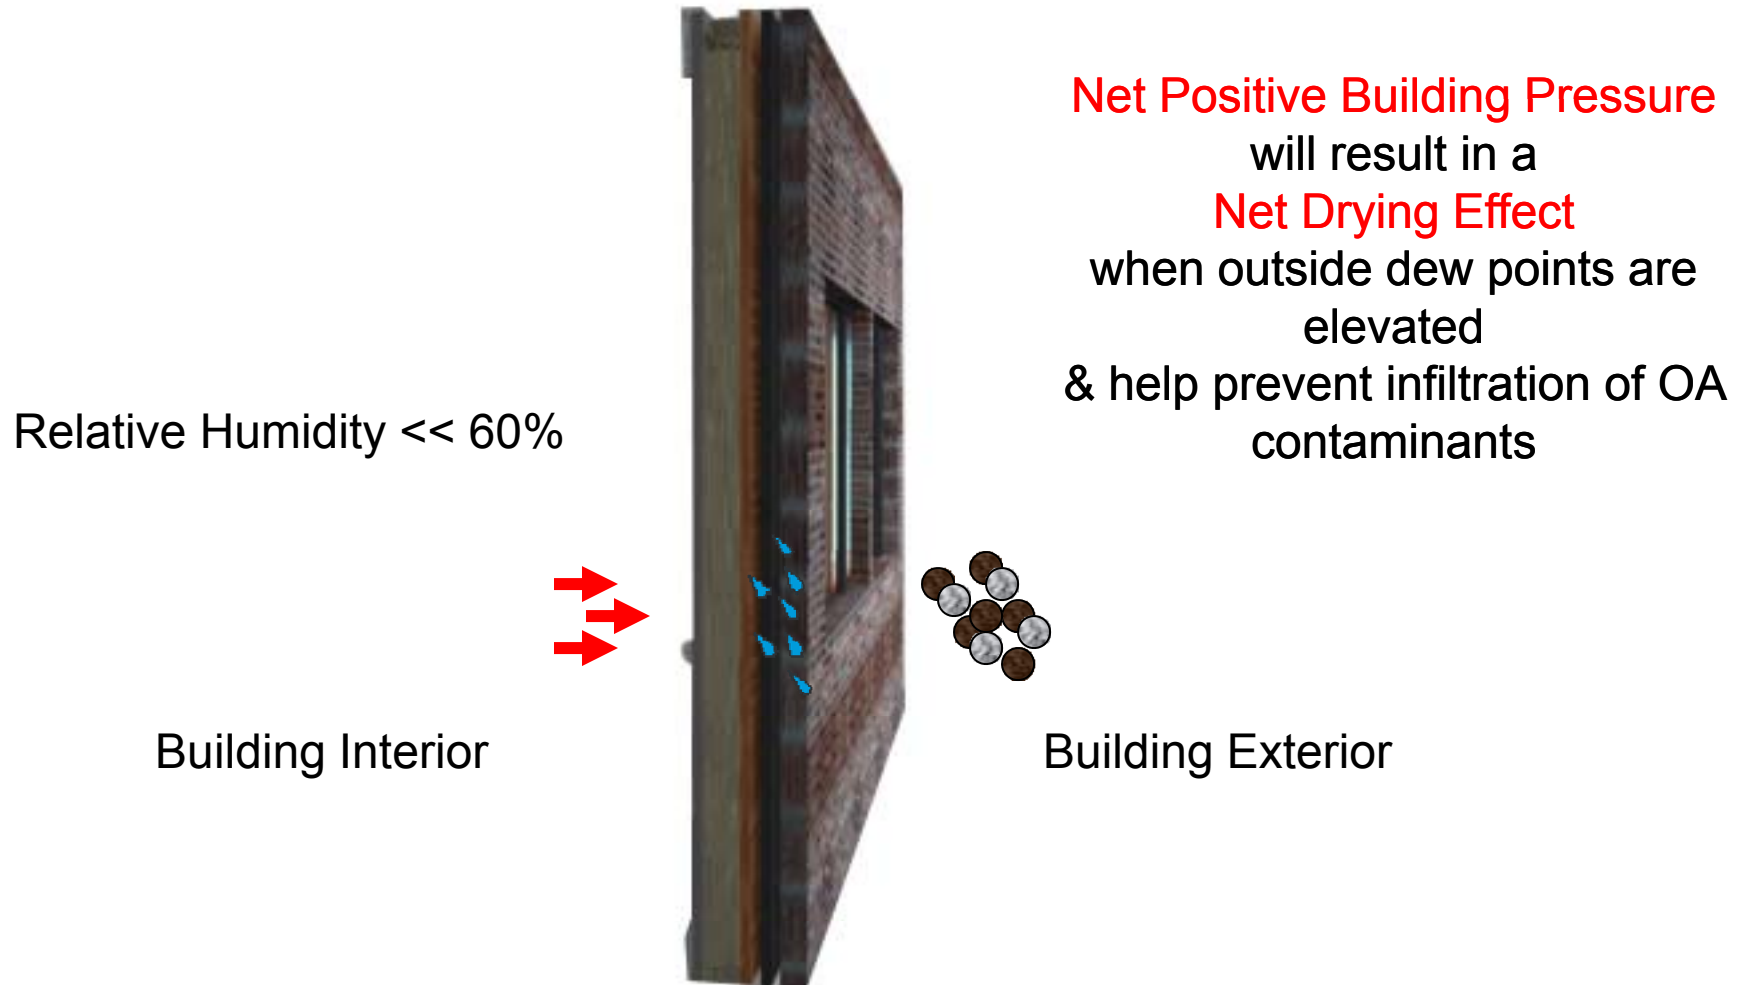 Net Positive Building Pressure
will result in a
Net Drying Effect
when outside dew points are
elevated
& help prevent infiltration of OA
contaminants
Relative Humidity << 60%
Building Interior
Building Exterior